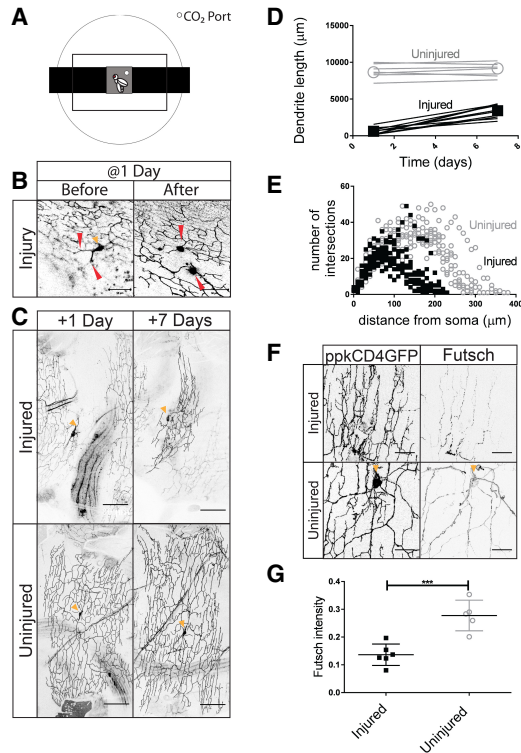 A
○CO₂ Port
B
@1 Day
Before
After
Injury
C
+1 Day
+7 Days
Injured
Uninjured
D
Dendrite length (μm)
15000
10000
5000
0
Uninjured
Injured
0
2
4
6
8
Time (days)
E
number of
intersections
60
40
20
0
Uninjured
Injured
0
100
200
300
400
distance from soma (μm)
F
ppkCD4GFP
Futsch
Injured
Uninjured
G
Futsch intensity
0.4
0.3
0.2
0.1
0.0
***
Injured
Uninjured